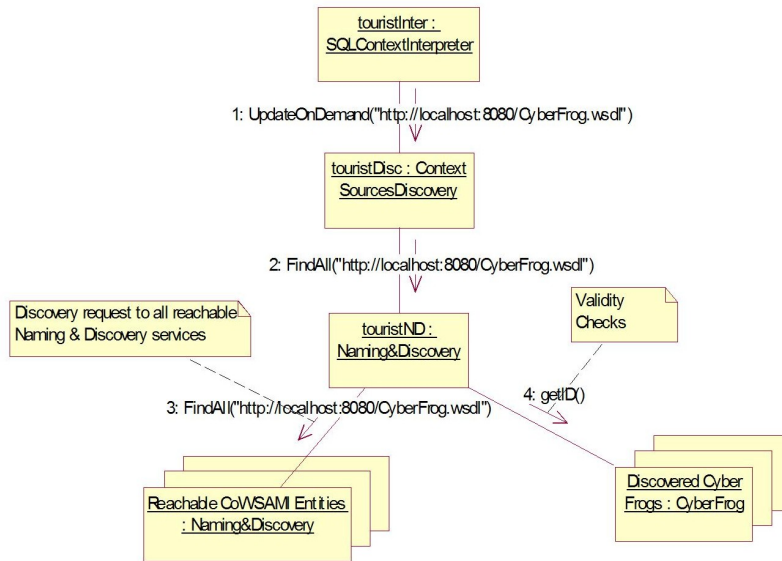 touristInter :
SQLContextInterpreter
1: UpdateOnDemand("http://localhost:8080/CyberFrog.wsdl")
touristDisc : Context
SourcesDiscovery
2: FindAll("http://localhost:8080/CyberFrog.wsdl")
Discovery request to all reachable
Naming & Discovery services
Validity
Checks
touristND :
Naming&Discovery
3: FindAll("http://localhost:8080/CyberFrog.wsdl")
4: getID()
Reachable CoWSAMI Entities
: Naming&Discovery
Discovered Cyber
Frogs : CyberFrog